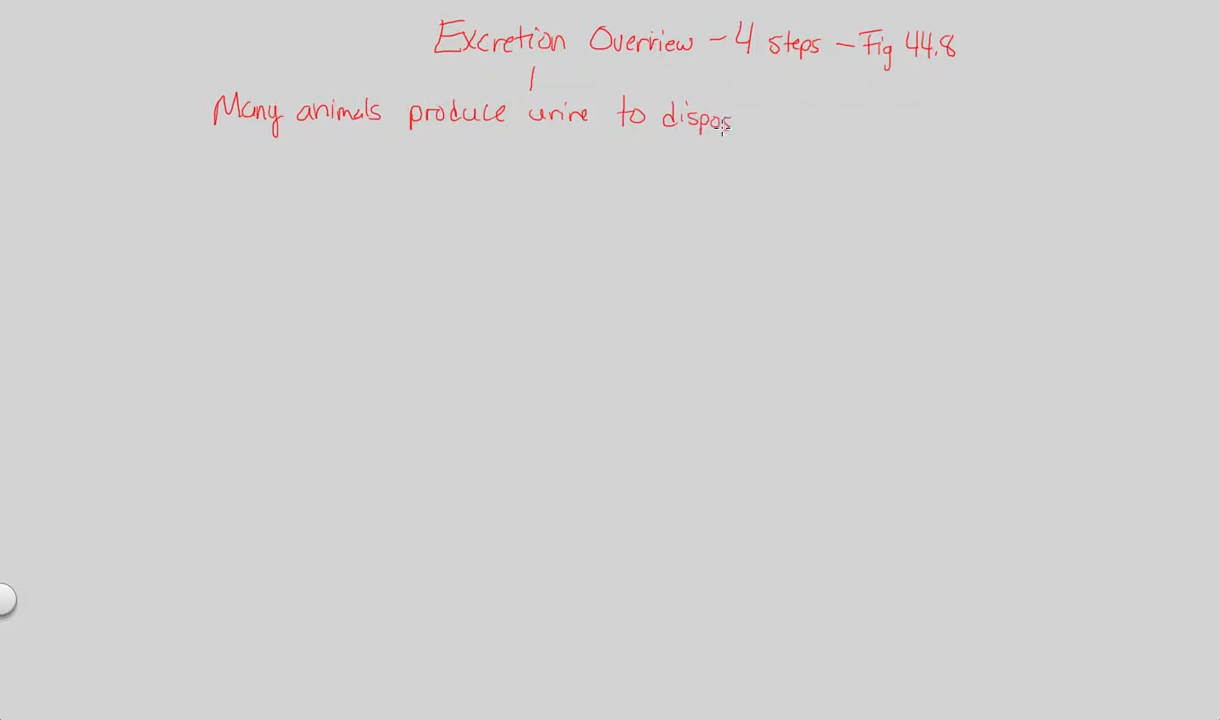 Excretion Overview - 4 steps - Fig 44.8
Many animals produce urine to dispos